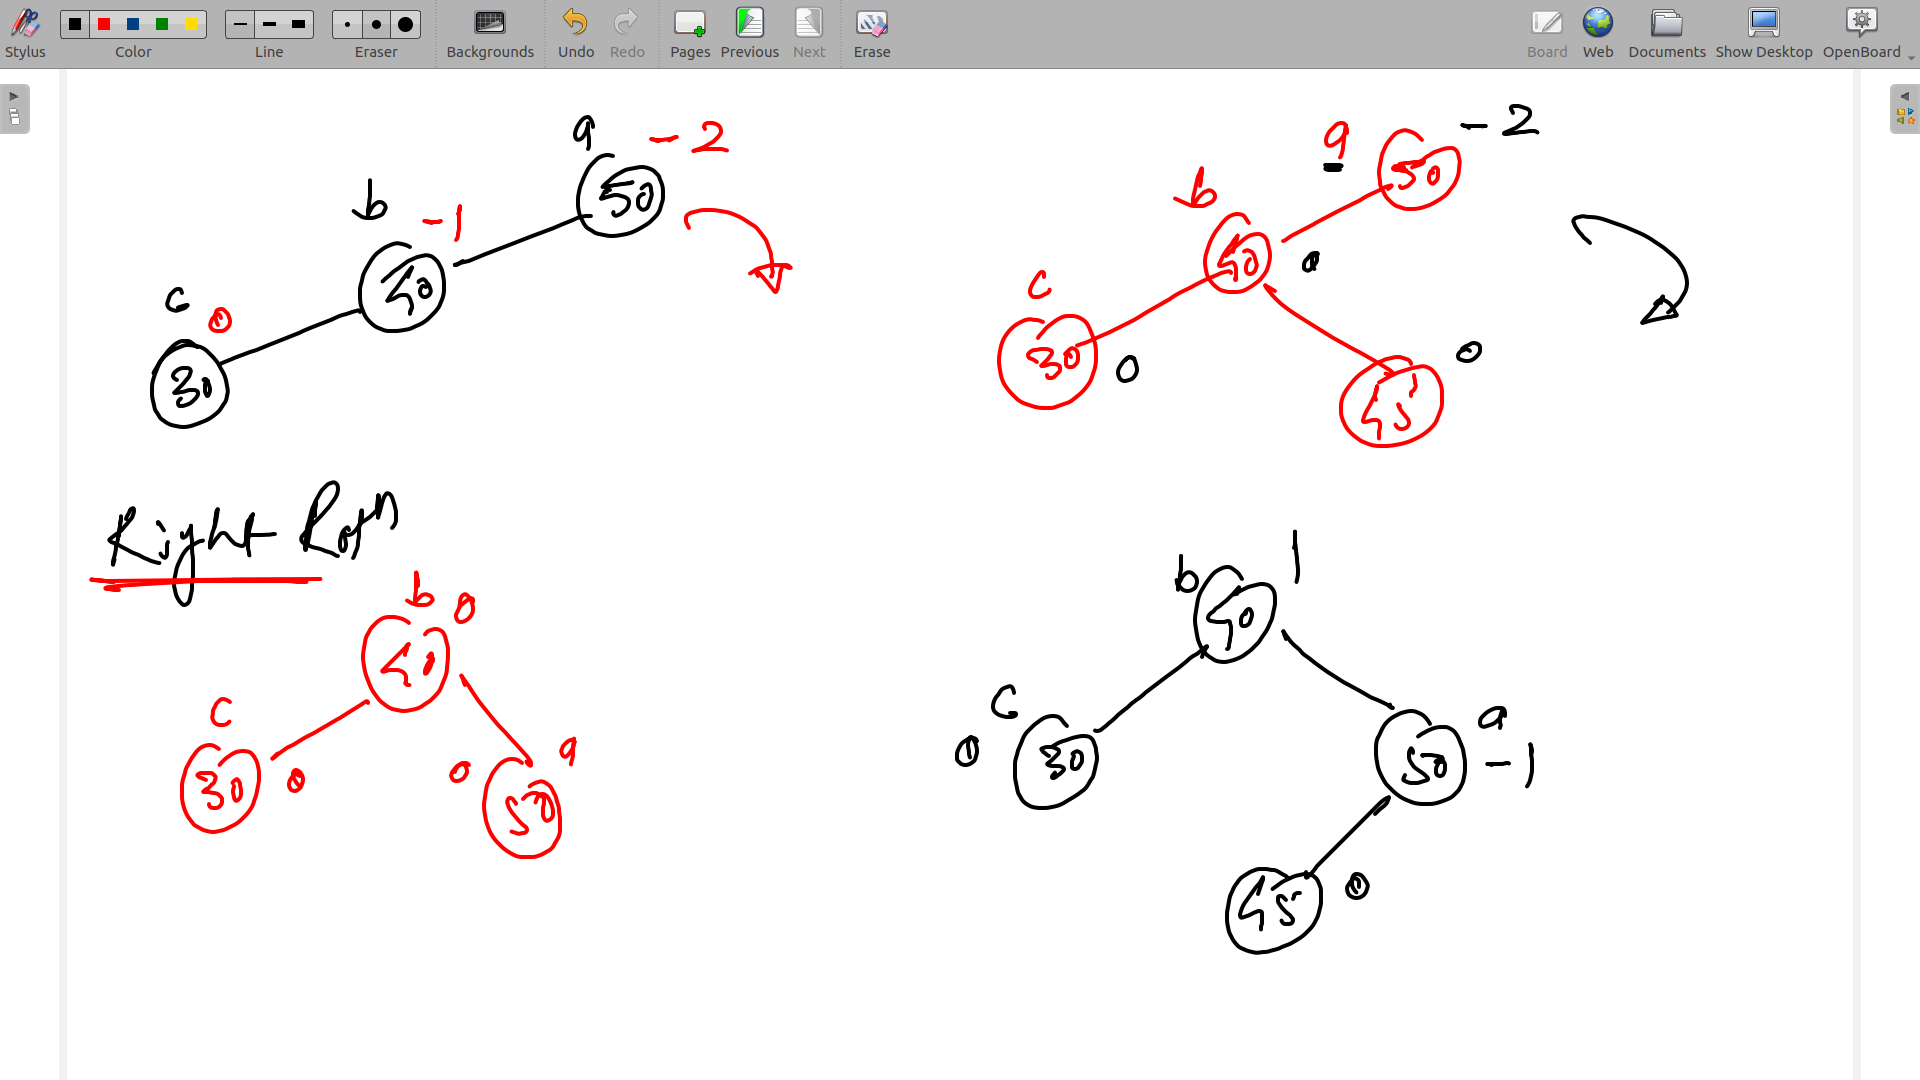 Stylus
Color
Line
Eraser
Backgrounds
Undo
Redo
Pages
Previous
Next
Erase
Board
Web
Documents
Show Desktop
OpenBoard
a -2
50
b -1
40
c 0
30
a 50 -2
b
40 0
c
30 0
45 0
Right Rotn
b 0
40
c
30 0
0 50 a
b 1
40
c
0 30
50 a
-1
45 0